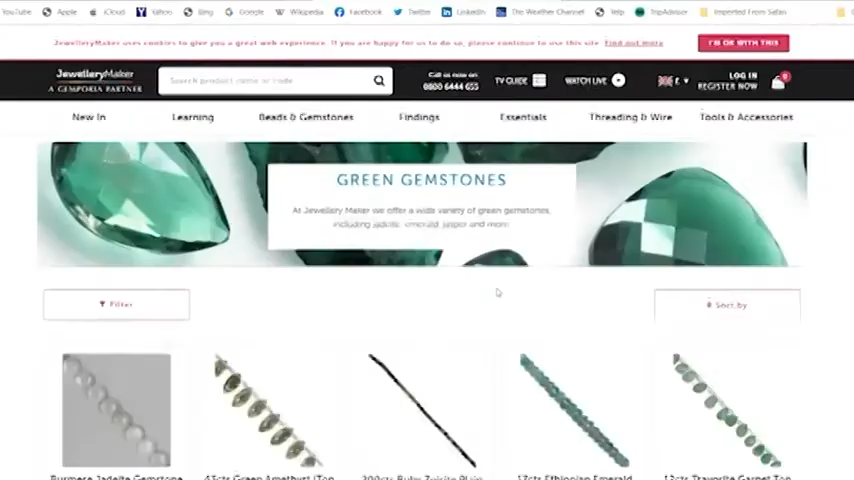 YouTube Apple iCloud Yahoo Bing Google Wikipedia Facebook Twitter LinkedIn The Weather Channel Yelp TripAdvisor Imported From Safari
JewelleryMaker uses cookies to give you a great web experience. If you are happy for us to do so, please continue to use this site. Find out more I'M OK WITH THIS
JewelleryMaker
A GEMPORIA PARTNER
Search product name or code
Call us now on
0800 6444 655
TV GUIDE
WATCH LIVE
£
LOG IN
REGISTER NOW
0
New In Learning Beads & Gemstones Findings Essentials Threading & Wire Tools & Accessories
GREEN GEMSTONES
At Jewellery Maker we offer a wide variety of green gemstones,
including jadeite, emerald, jasper and more.
Filter
Sort by
Burmese Jadeite Gemstone
Green Amethyst (Ton
Ruby Zoisite Plain
Ethiopian Emerald
Tsavorite Garnet Top